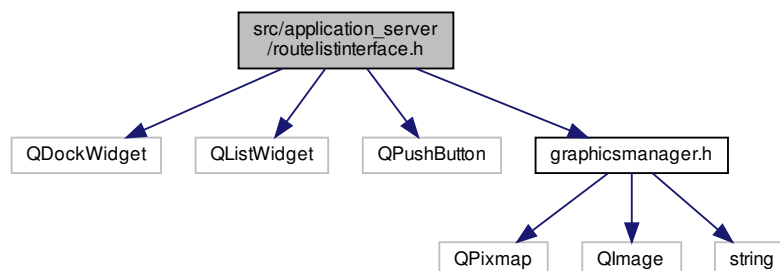 src/application_server
/routelistinterface.h
QDockWidget
QListWidget
QPushButton
graphicsmanager.h
QPixmap
QImage
string